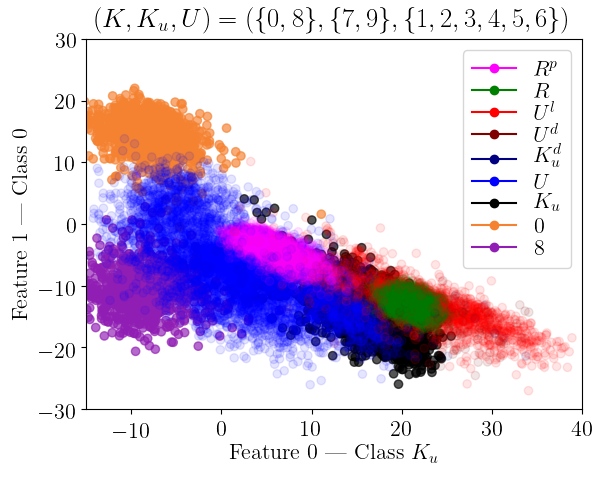 (K, K_u, U) = ({0, 8}, {7, 9}, {1, 2, 3, 4, 5, 6})
30
20
10
0
−10
−20
−30
Feature 1 — Class 0
R^p
R
U^l
U^d
K_u^d
U
K_u
0
8
−10
0
10
20
30
40
Feature 0 — Class K_u